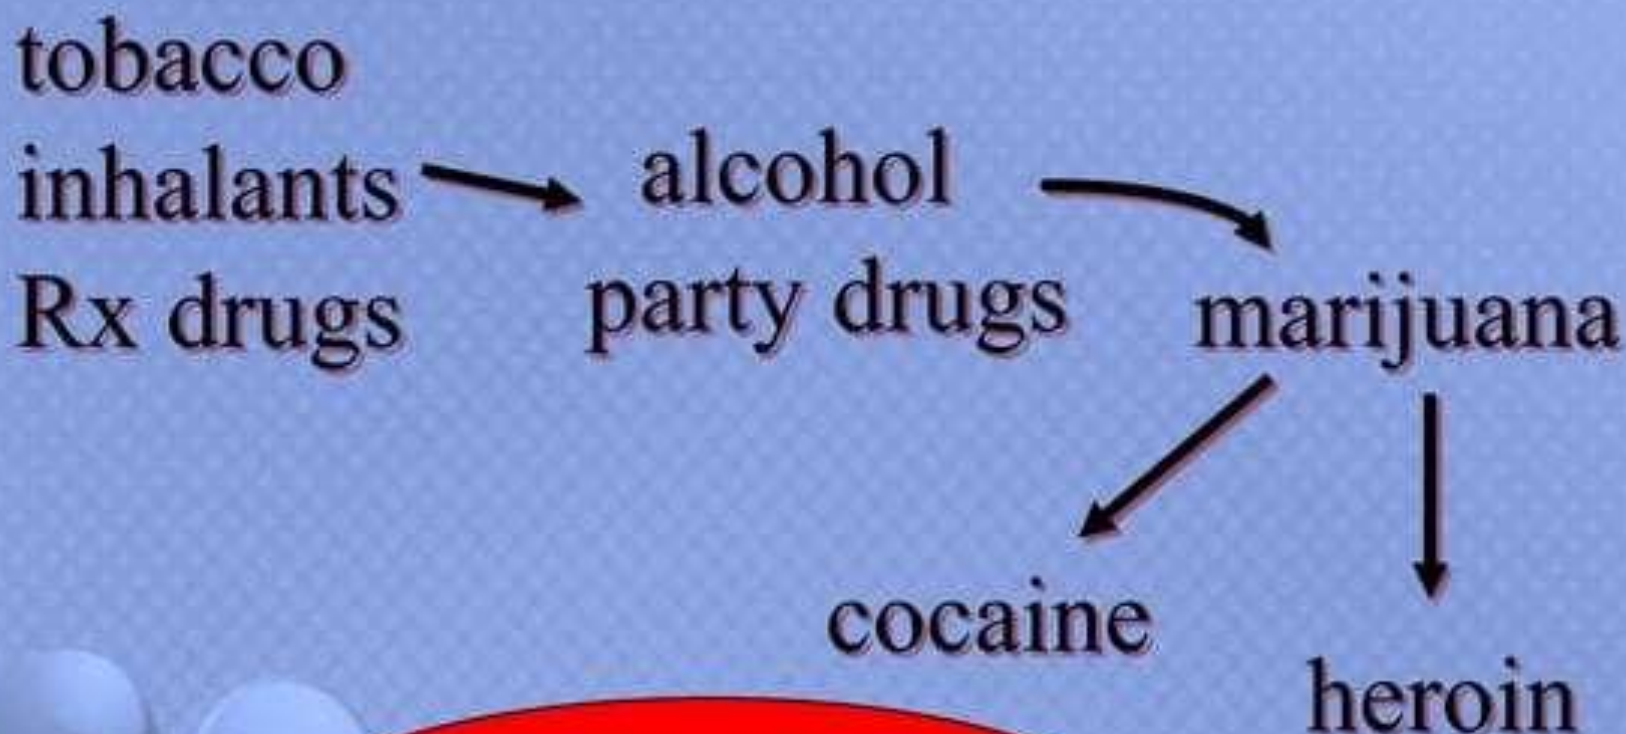 tobacco
inhalants
Rx drugs
alcohol
party drugs
marijuana
cocaine
heroin